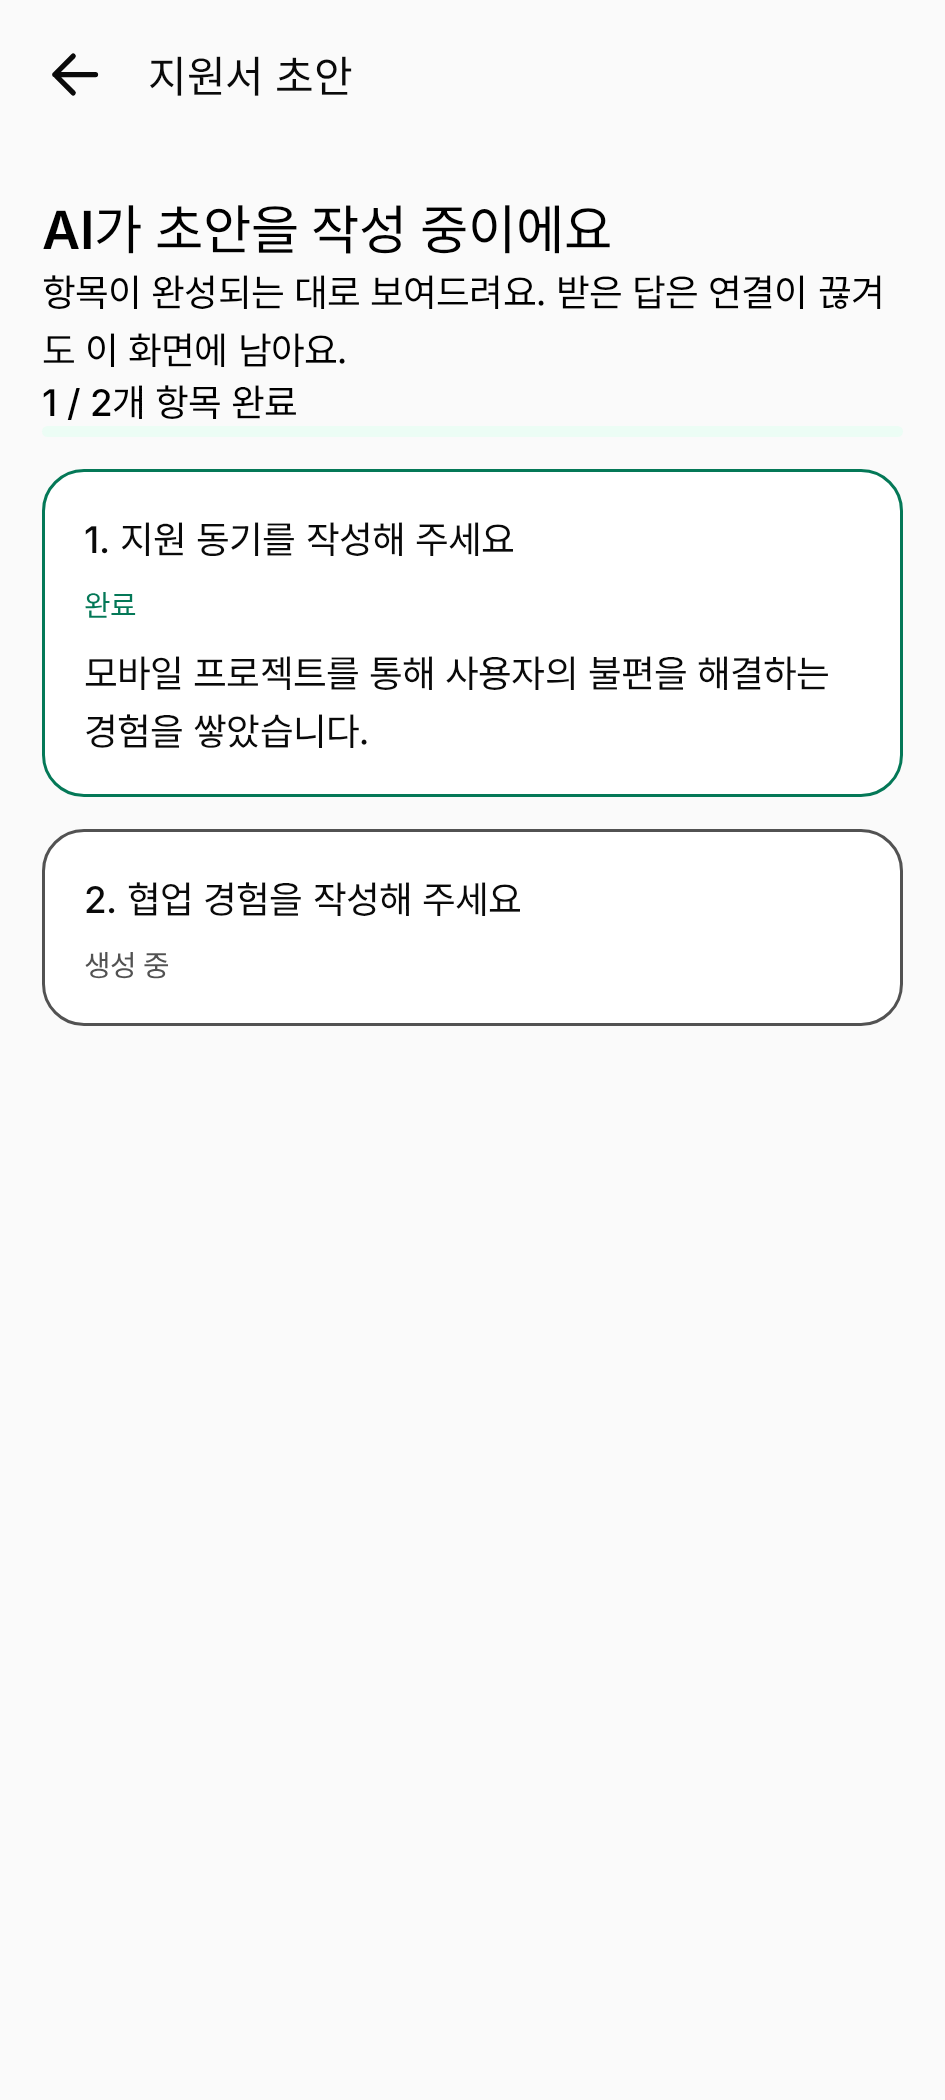 지원서 초안
AI가 초안을 작성 중이에요
항목이 완성되는 대로 보여드려요. 받은 답은 연결이 끊겨
도 이 화면에 남아요.
1 / 2개 항목 완료
1. 지원 동기를 작성해 주세요
완료
모바일 프로젝트를 통해 사용자의 불편을 해결하는
경험을 쌓았습니다.
2. 협업 경험을 작성해 주세요
생성 중